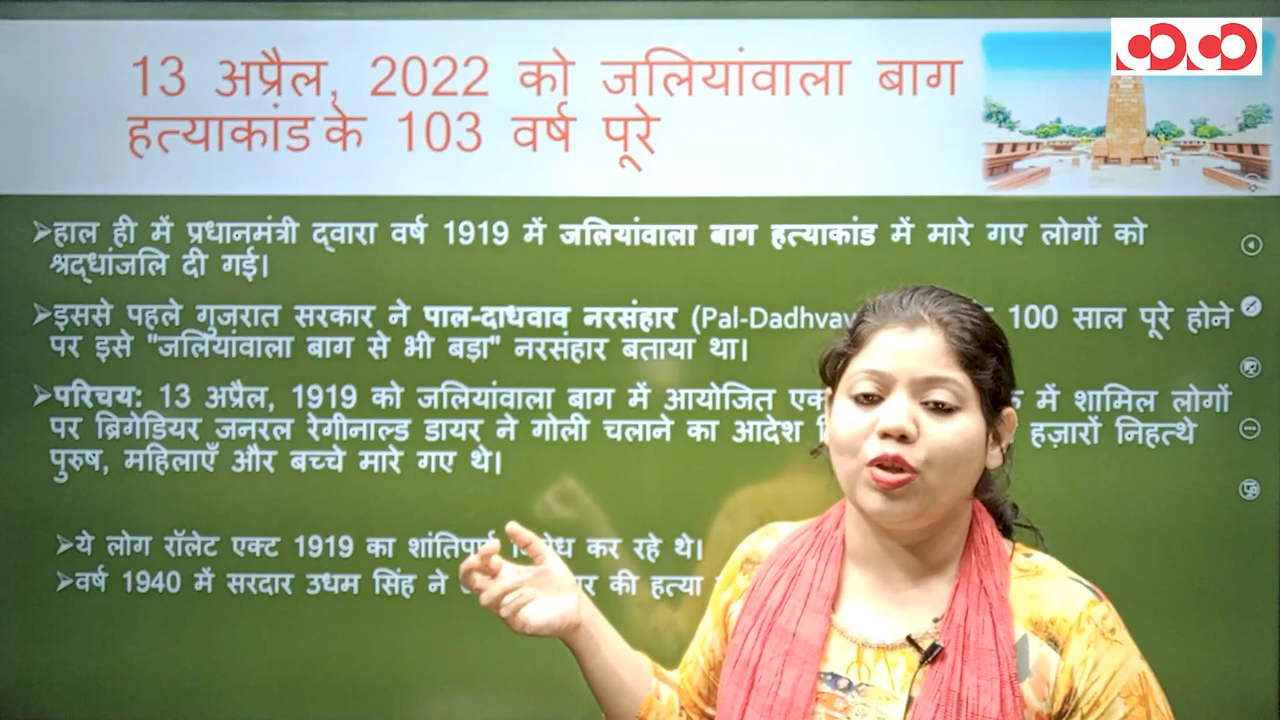 13 अप्रैल, 2022 को जलियांवाला बाग
हत्याकांड के 103 वर्ष पूरे
➢हाल ही में प्रधानमंत्री द्वारा वर्ष 1919 में जलियांवाला बाग हत्याकांड में मारे गए लोगों को
श्रद्धांजलि दी गई।
➢इससे पहले गुजरात सरकार ने पाल-दाधवाव नरसंहार (Pal-Dadhvav 100 साल पूरे होने
पर इसे "जलियांवाला बाग से भी बड़ा" नरसंहार बताया था।
➢परिचय: 13 अप्रैल, 1919 को जलियांवाला बाग में आयोजित एक में शामिल लोगों
पर ब्रिगेडियर जनरल रेगीनाल्ड डायर ने गोली चलाने का आदेश हज़ारों निहत्थे
पुरुष, महिलाएँ और बच्चे मारे गए थे।
➢ये लोग रॉलेट एक्ट 1919 का शांतिपूर्ण विरोध कर रहे थे।
➢वर्ष 1940 में सरदार उधम सिंह ने की हत्या